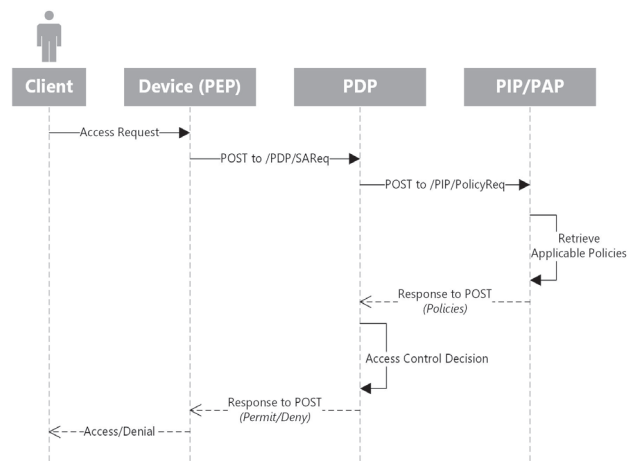 Client
Device (PEP)
PDP
PIP/PAP
Access Request
POST to /PDP/SAReq
POST to /PIP/PolicyReq
Retrieve
Applicable Policies
Response to POST
(Policies)
Access Control Decision
Response to POST
(Permit/Deny)
Access/Denial